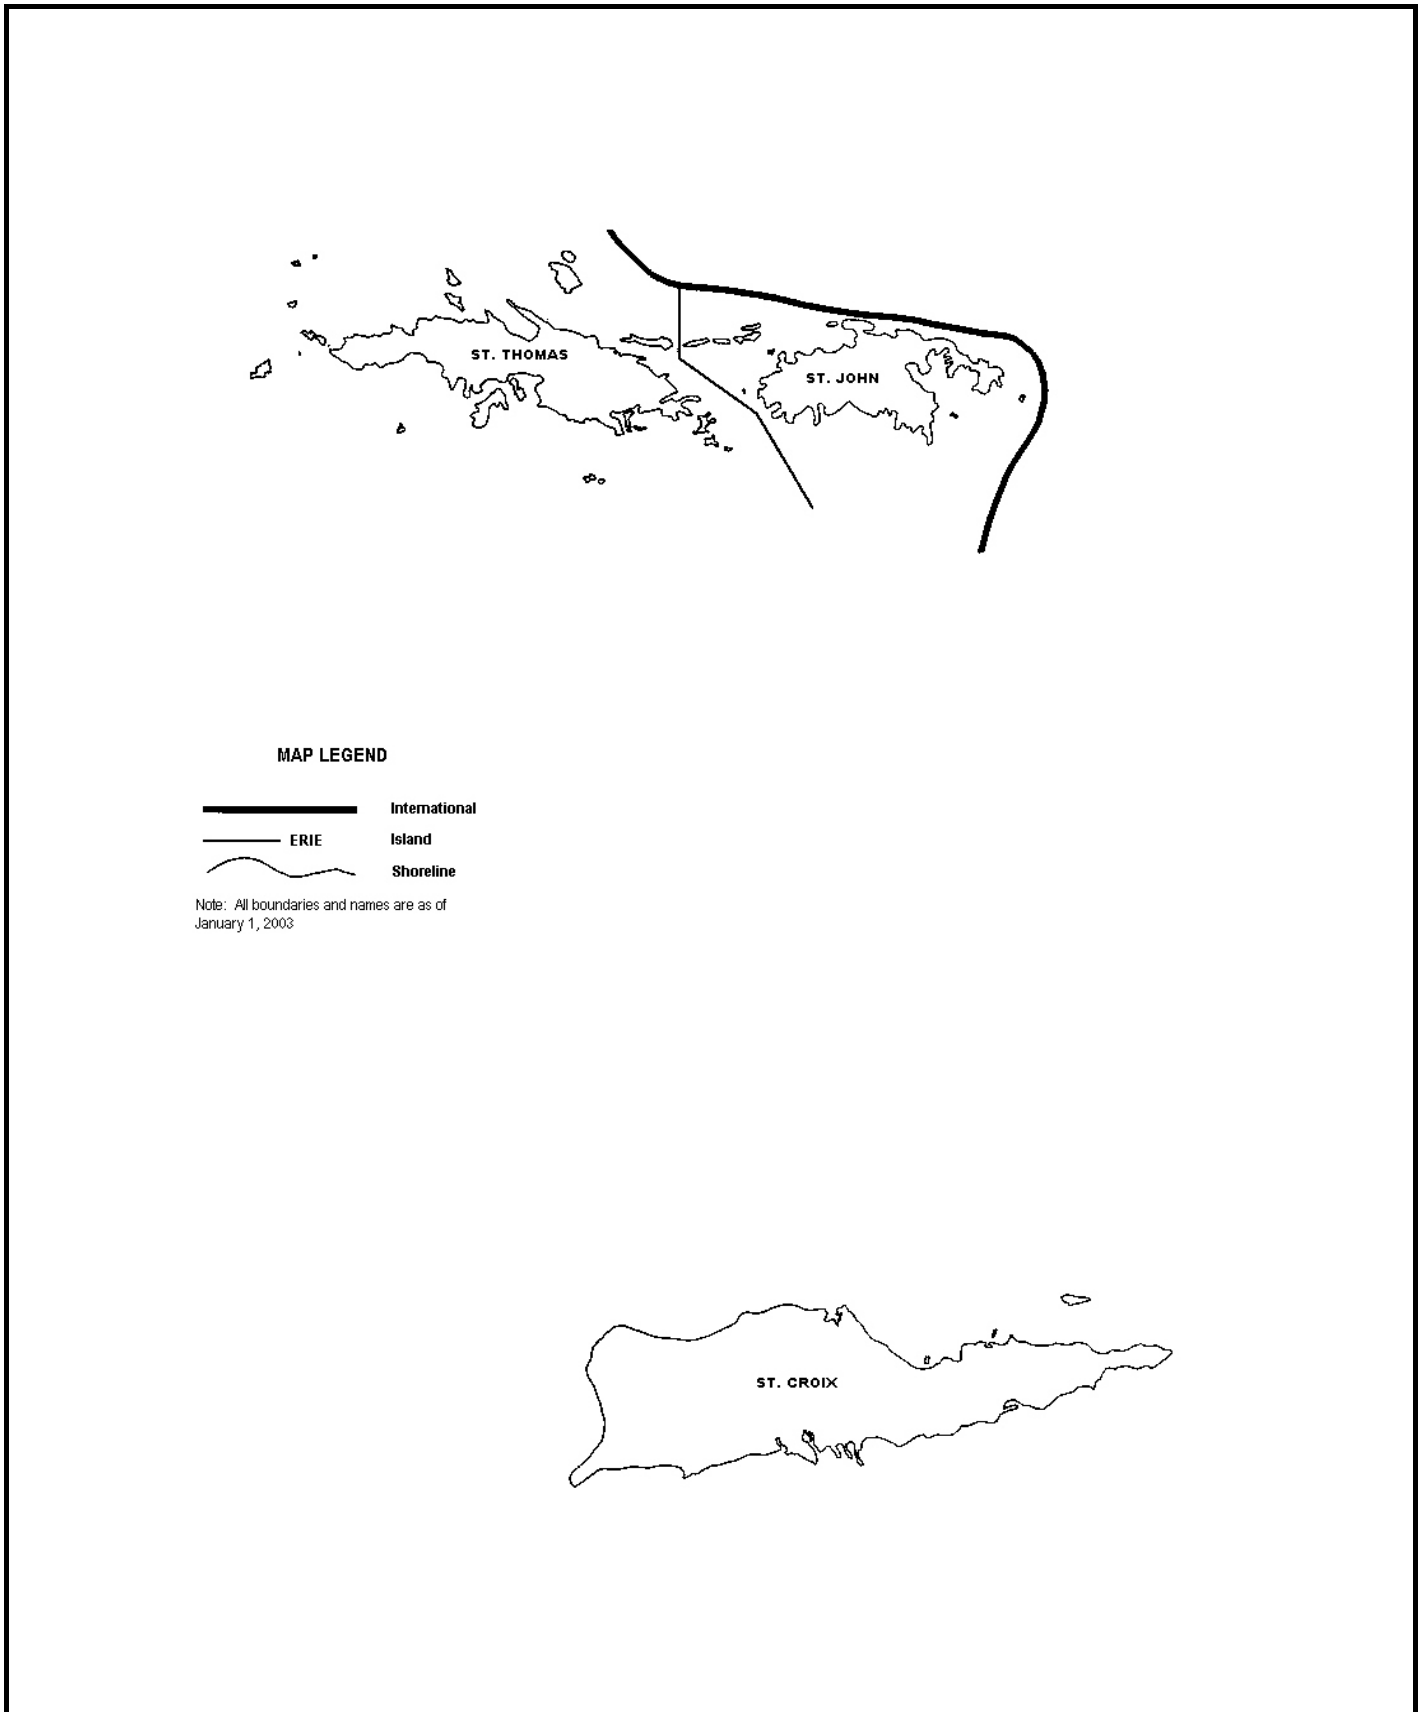 ST. THOMAS
ST. JOHN
MAP LEGEND
International
ERIE Island
Shoreline
Note: All boundaries and names are as of
January 1, 2003
ST. CROIX